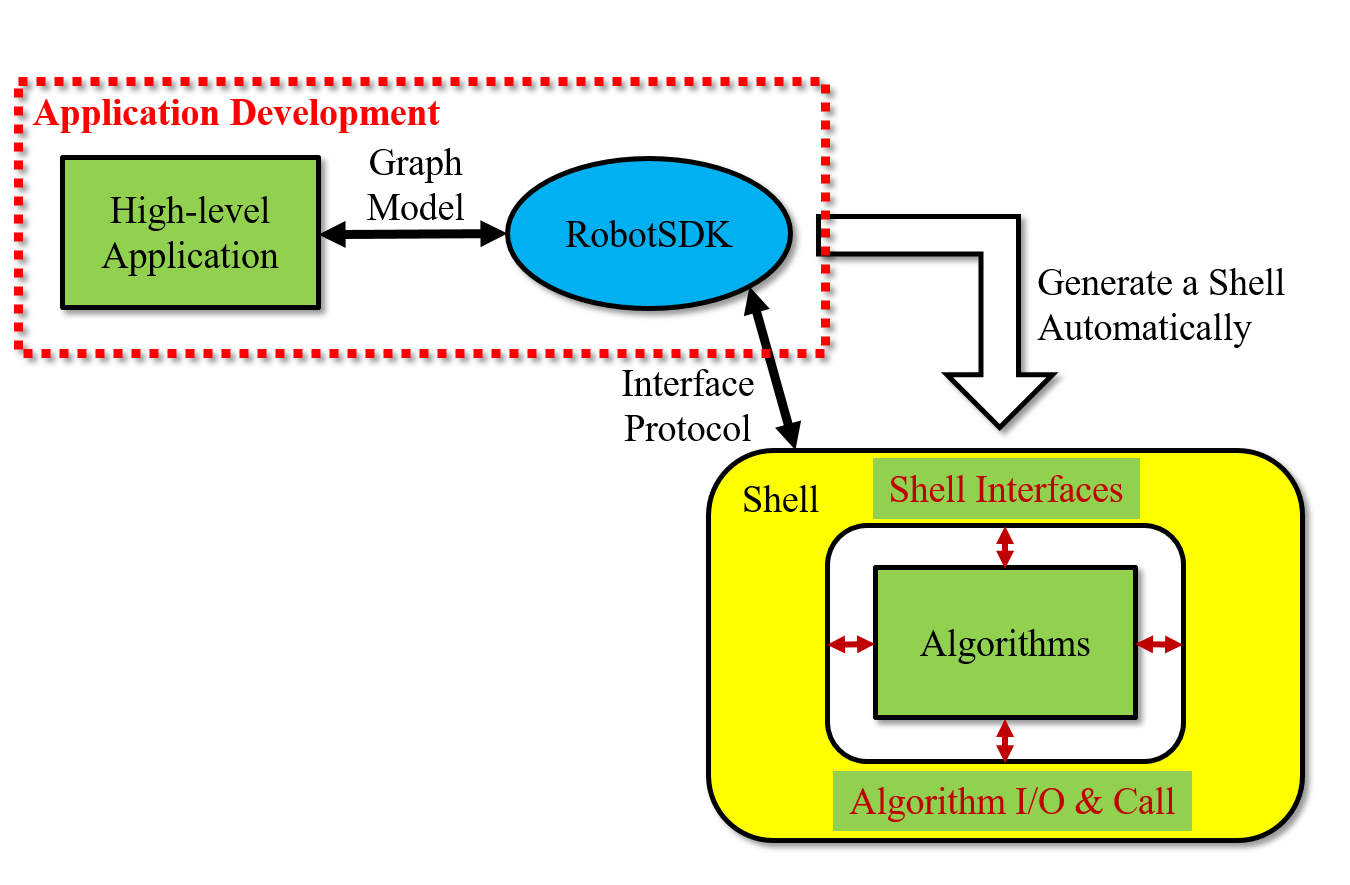 Application Development
High-level
Application
Graph
Model
RobotSDK
Generate a Shell
Automatically
Interface
Protocol
Shell
Shell Interfaces
Algorithms
Algorithm I/O & Call